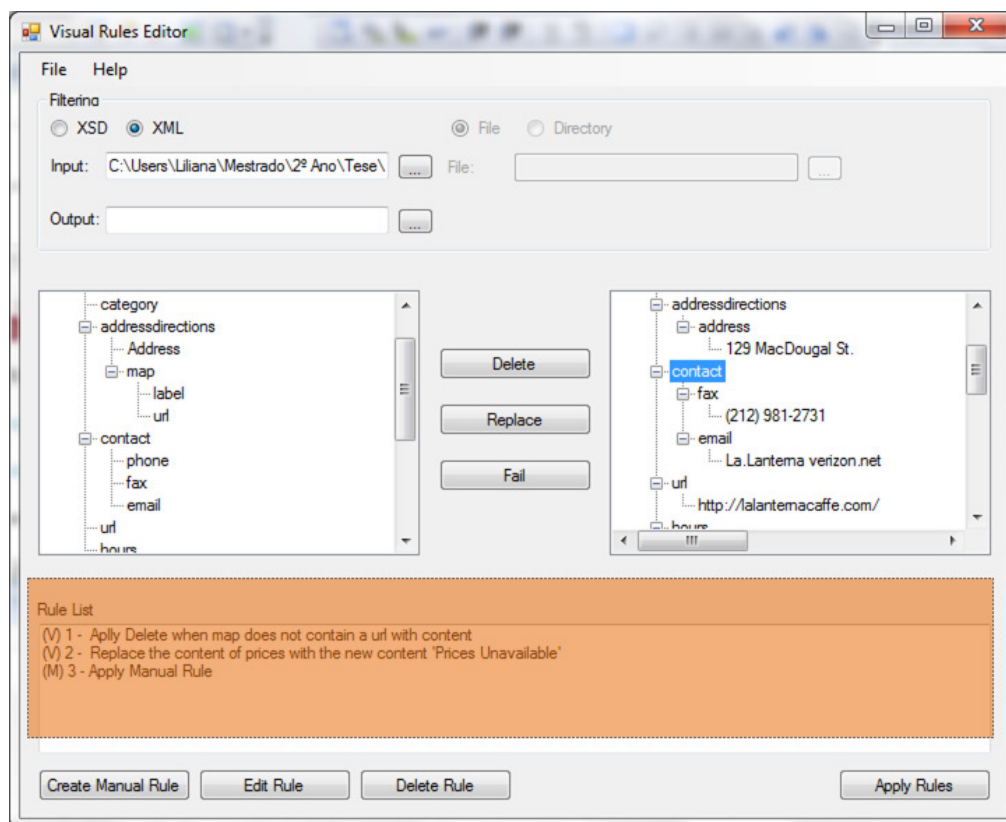 Visual Rules Editor
File Help
Filtering
XSD XML File Directory
Input: C:\Users\Liliana\Mestrado\2º Ano\Tese\ ... File: ...
Output: ...
category
addressdirections
Address
map
label
url
contact
phone
fax
email
url
hours
Delete
Replace
Fail
addressdirections
address
129 MacDougal St.
contact
fax
(212) 981-2731
email
La.Lanterna verizon.net
url
http://lalanternacaffe.com/
hours
Rule List
(V) 1 - Aplly Delete when map does not contain a url with content
(V) 2 - Replace the content of prices with the new content 'Prices Unavailable'
(M) 3 - Apply Manual Rule
Create Manual Rule Edit Rule Delete Rule Apply Rules